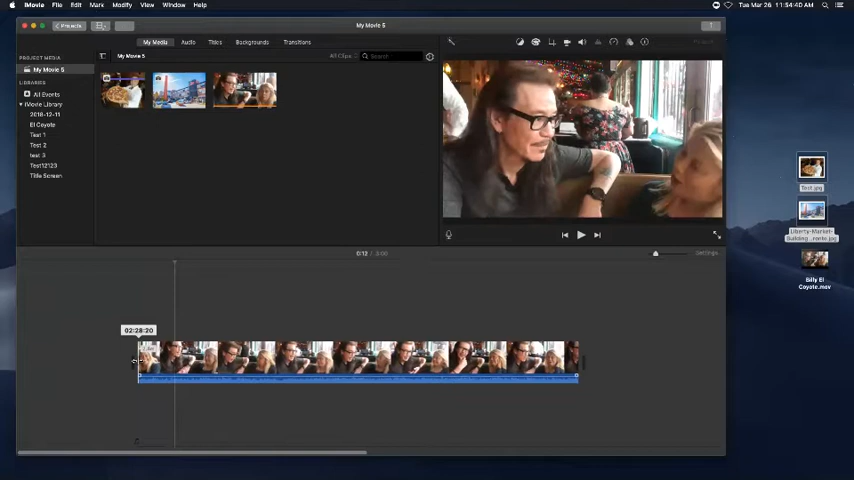 iMovie File Edit Mark Modify View Window Help
Tue Mar 26 11:54:40 AM
Projects
My Movie 5
My Media Audio Titles Backgrounds Transitions
PROJECT MEDIA
My Movie 5
LIBRARIES
All Events
iMovie Library
2018-12-11
El Coyote
Test 1
Test 2
test 3
Test12123
Title Screen
My Movie 5
All Clips
Search
0:12 / 3:00
Settings
02:28:20
Test.jpg
Liberty-Market-
Building
Billy El
Coyote.mov